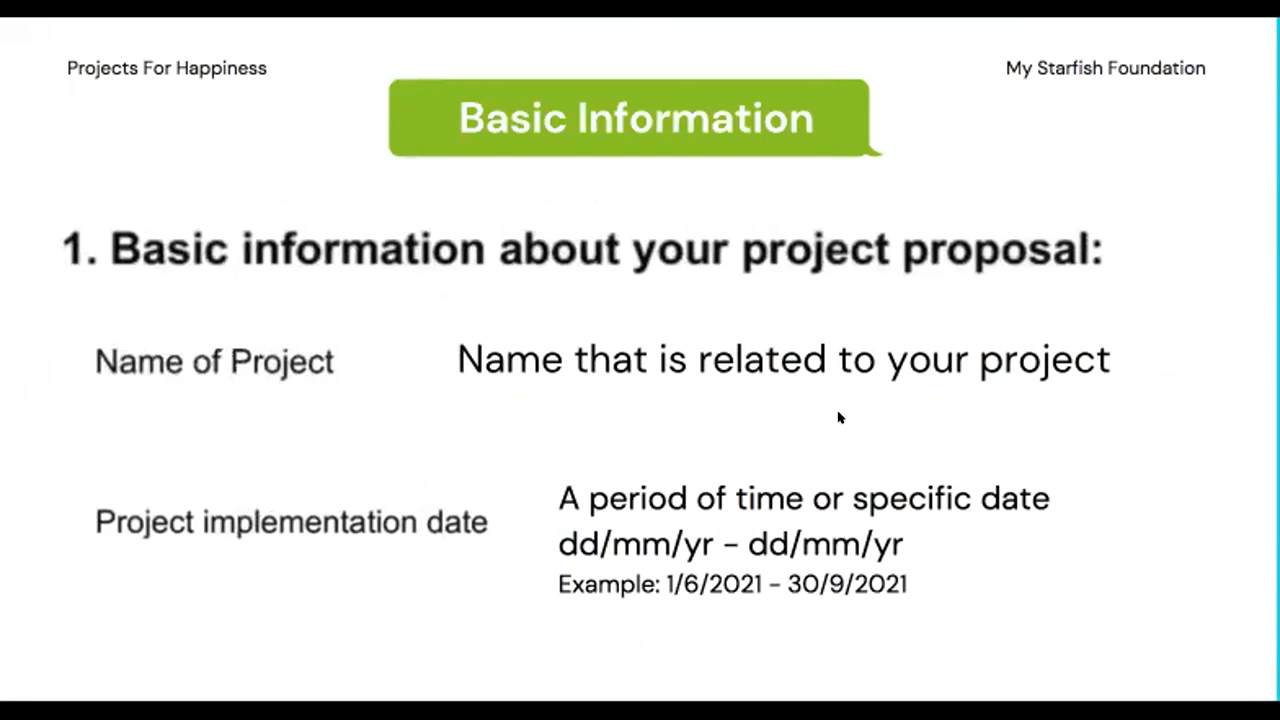 Projects For Happiness
My Starfish Foundation
Basic Information
1. Basic information about your project proposal:
Name of Project
Name that is related to your project
Project implementation date
A period of time or specific date
dd/mm/yr - dd/mm/yr
Example: 1/6/2021 - 30/9/2021